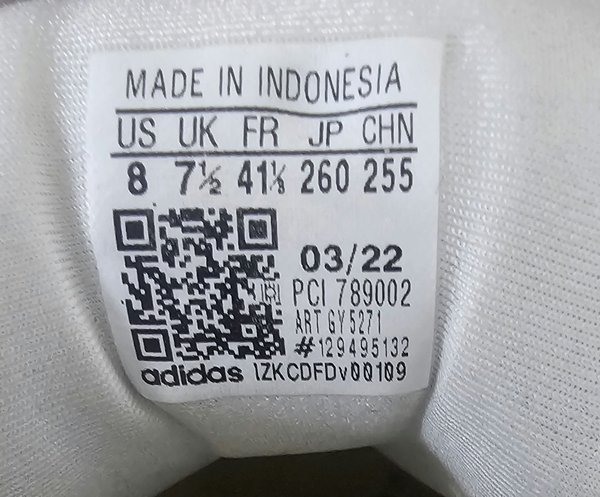 MADE IN INDONESIA
US UK FR JP CHN
8 7½ 41⅓ 260 255
03/22
PCI 789002
ART GY5271
#129495132
adidas 1ZKCDFDv00109